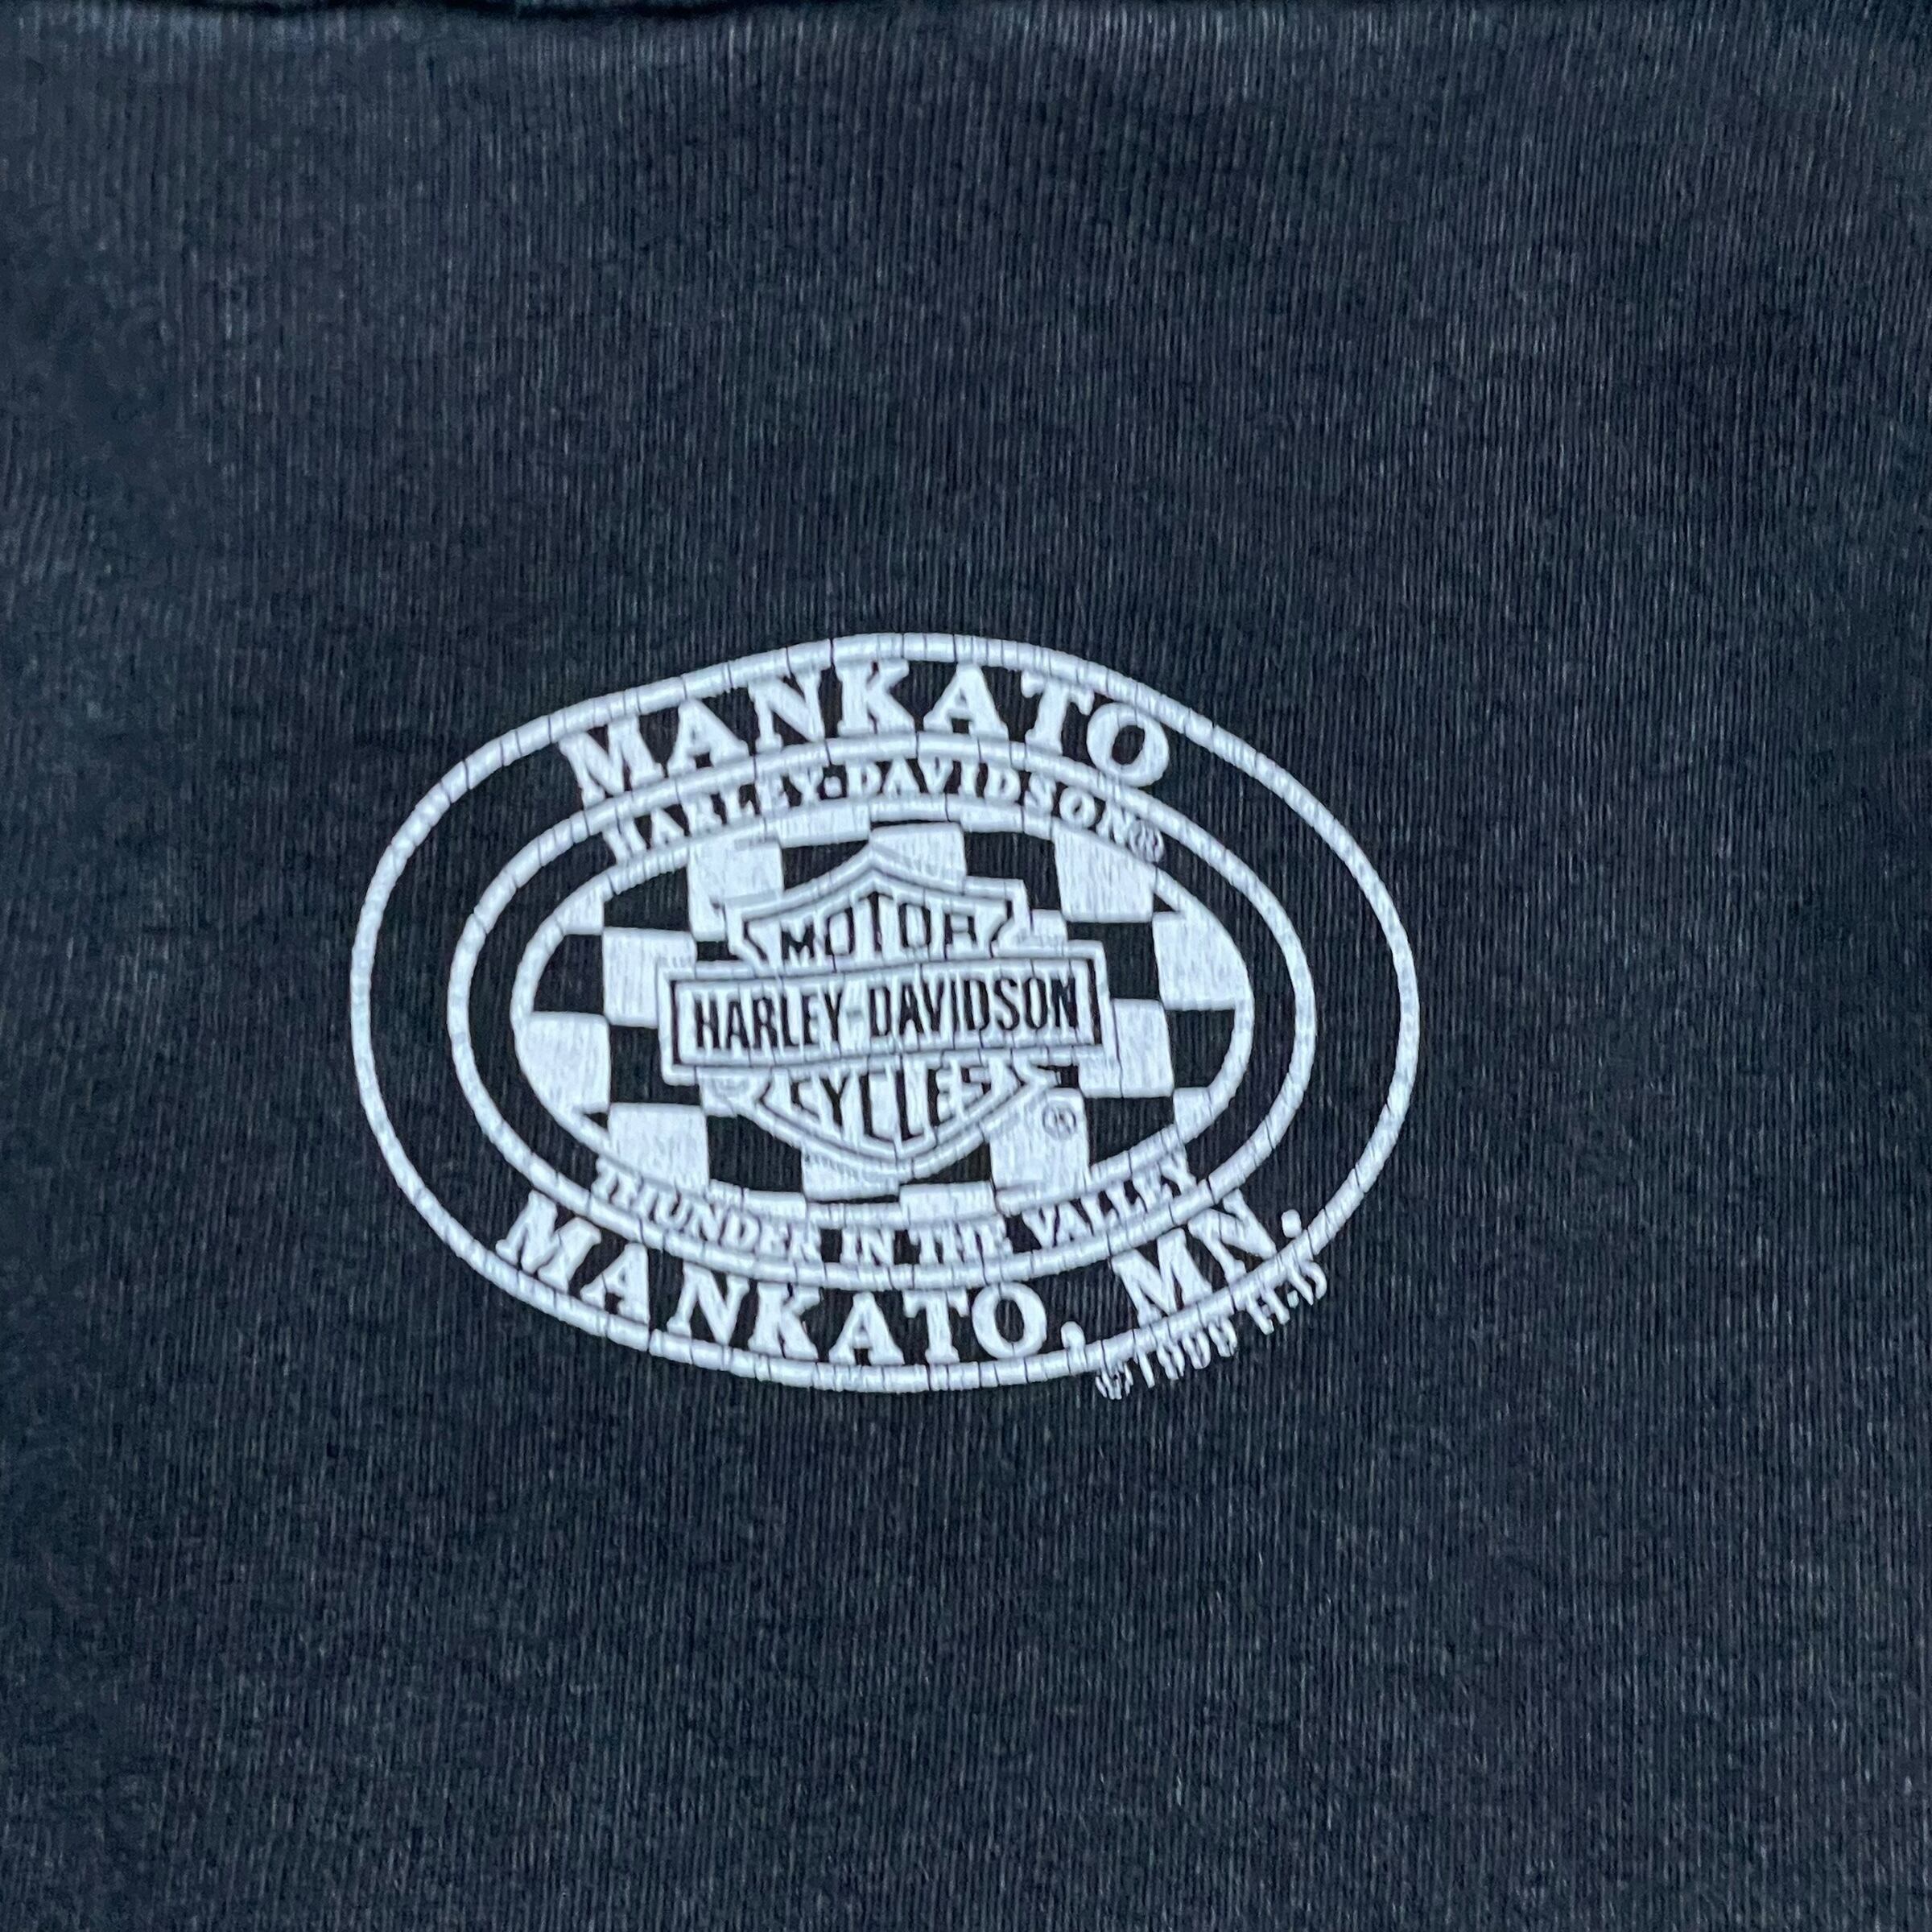 MANKATO
HARLEY-DAVIDSON®
MOTOR
HARLEY-DAVIDSON
CYCLES
®
THUNDER IN THE VALLEY
MANKATO, MN.
H-D